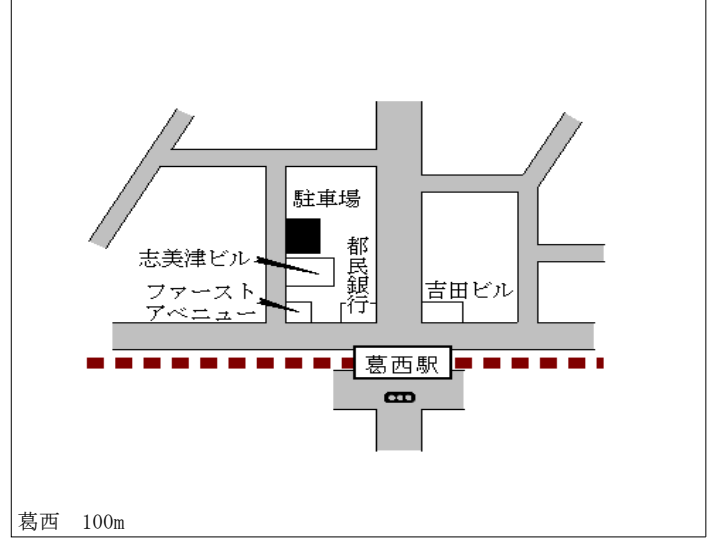 駐車場
志美津ビル
都民銀行
ファースト
アベニュー
吉田ビル
葛西駅
葛西　100m